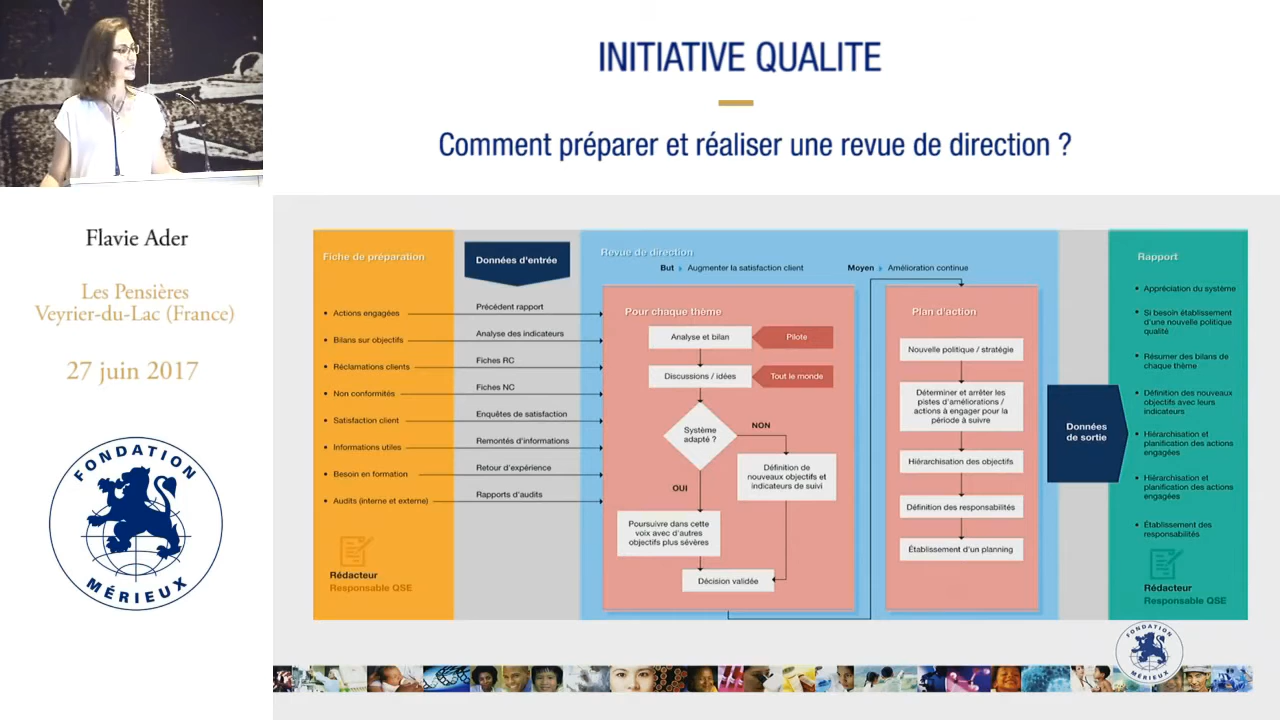 INITIATIVE QUALITE
Comment préparer et réaliser une revue de direction ?
Flavie Ader
Les Pensières
Veyrier-du-Lac (France)
27 juin 2017
FONDATION
MÉRIEUX
Fiche de préparation
• Actions engagées
• Bilans sur objectifs
• Réclamations clients
• Non conformités
• Satisfaction client
• Informations utiles
• Besoin en formation
• Audits (interne et externe)
Rédacteur
Responsable QSE
Données d'entrée
Précédent rapport
Analyse des indicateurs
Fiches RC
Fiches NC
Enquêtes de satisfaction
Remontés d'informations
Retour d'expérience
Rapports d'audits
Revue de direction
But Augmenter la satisfaction client
Moyen Amélioration continue
Pour chaque thème
Analyse et bilan
Pilote
Discussions / idées
Tout le monde
Système
adapté ?
NON
OUI
Définition de
nouveaux objectifs et
indicateurs de suivi
Poursuivre dans cette
voix avec d'autres
objectifs plus sévères
Décision validée
Plan d'action
Nouvelle politique / stratégie
Déterminer et arrêter les
pistes d'améliorations /
actions à engager pour la
période à suivre
Hiérarchisation des objectifs
Définition des responsabilités
Établissement d'un planning
Données
de sortie
Rapport
• Appréciation du système
• Si besoin établissement
d'une nouvelle politique
qualité
• Résumer des bilans de
chaque thème
• Définition des nouveaux
objectifs avec leurs
indicateurs
• Hiérarchisation et
planification des actions
engagées
• Hiérarchisation et
planification des actions
engagées
• Établissement des
responsabilités
Rédacteur
Responsable QSE
FONDATION
MÉRIEUX